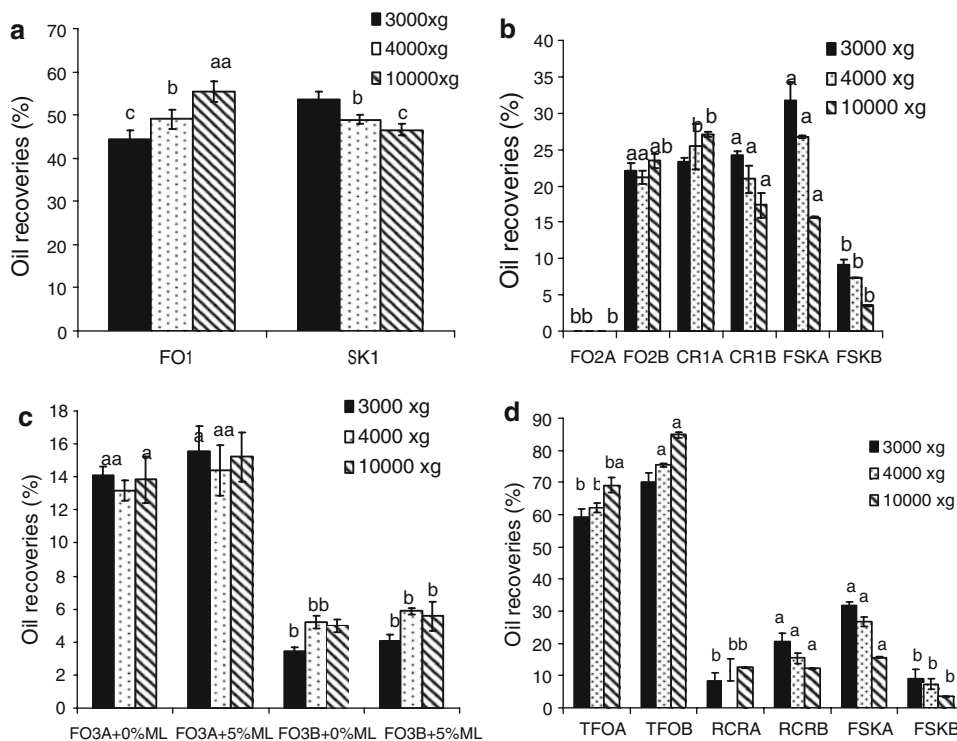 a
3000xg
4000xg
10000xg
Oil recoveries (%)
70
60
50
40
30
20
10
0
c b aa
b c
FO1 SK1
b
3000 xg
4000 xg
10000 xg
Oil recoveries (%)
40
35
30
25
20
15
10
5
0
bb b
aa ab
b b
a a a
a a a
b b b
FO2A FO2B CR1A CR1B FSKA FSKB
c
3000 xg
4000 xg
10000 xg
Oil recoveries (%)
18
16
14
12
10
8
6
4
2
0
aa a
a aa
b bb
b b b
FO3A+0%ML FO3A+5%ML FO3B+0%ML FO3B+5%ML
d
3000 xg
4000 xg
10000 xg
Oil recoveries (%)
90
80
70
60
50
40
30
20
10
0
b b ba
a a
b bb
a a a
a a a
b b b
TFOA TFOB RCRA RCRB FSKA FSKB